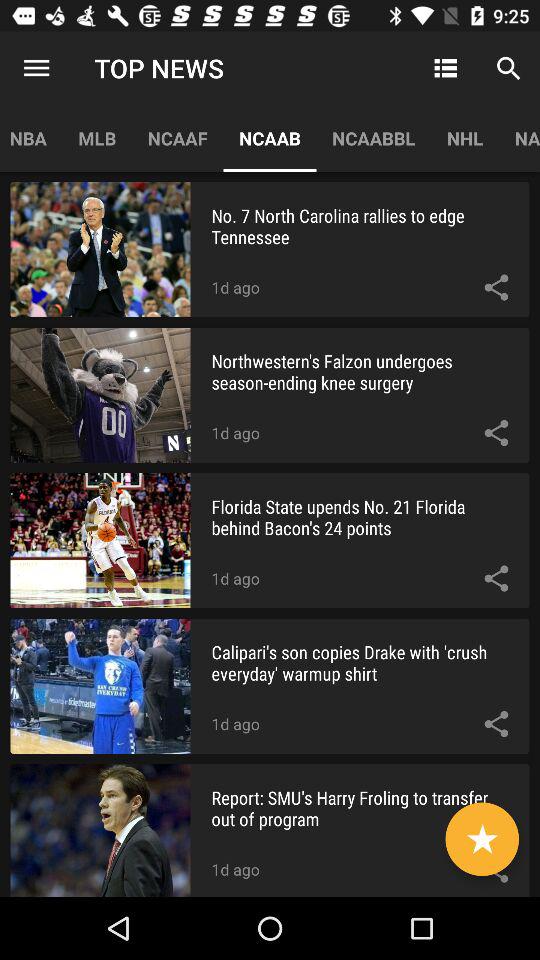 9:25
TOP NEWS
NBA MLB NCAAF NCAAB NCAABBL NHL NA
No. 7 North Carolina rallies to edge
Tennessee
1d ago
Northwestern's Falzon undergoes
season-ending knee surgery
1d ago
00
N
Florida State upends No. 21 Florida
behind Bacon's 24 points
1d ago
Calipari's son copies Drake with 'crush
everyday' warmup shirt
1d ago
ticketmaster
EVERYDAY
Report: SMU's Harry Froling to transfer
out of program
1d ago